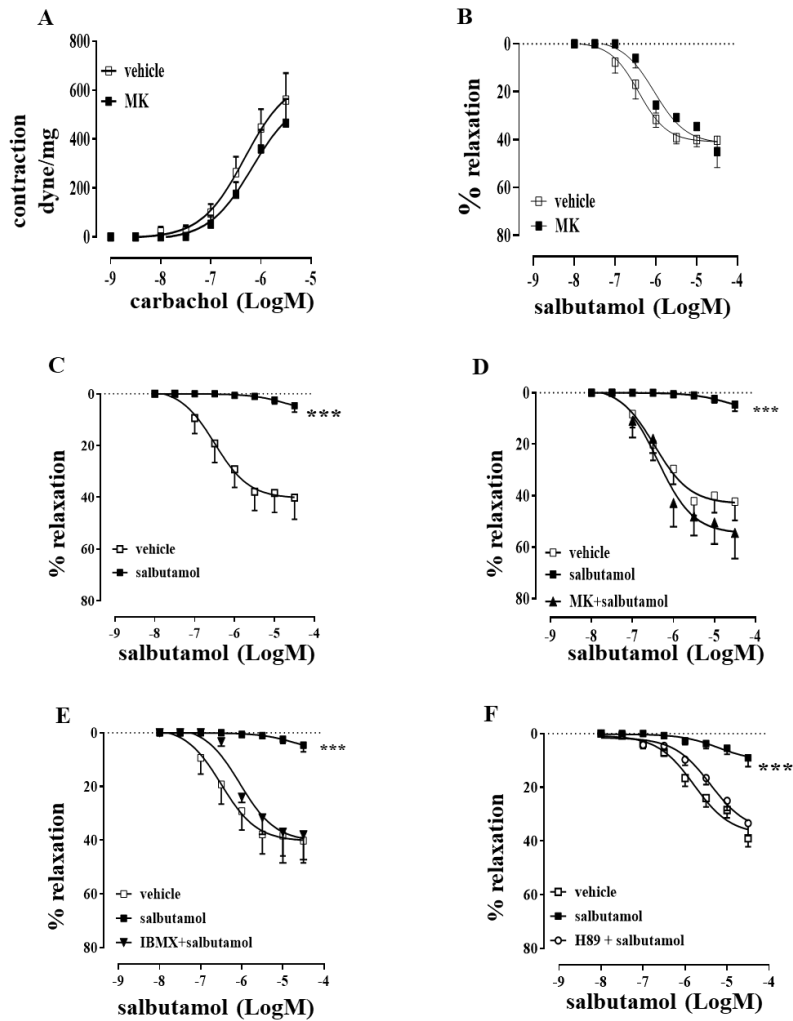 A
800
600
400
200
0
contraction
dyne/mg
vehicle
MK
-9 -8 -7 -6 -5
carbachol (LogM)
B
0
20
40
60
80
% relaxation
vehicle
MK
-9 -8 -7 -6 -5 -4
salbutamol (LogM)
C
0
20
40
60
80
% relaxation
***
vehicle
salbutamol
-9 -8 -7 -6 -5 -4
salbutamol (LogM)
D
0
20
40
60
80
% relaxation
***
vehicle
salbutamol
MK+salbutamol
-9 -8 -7 -6 -5 -4
salbutamol (LogM)
E
0
20
40
60
80
% relaxation
***
vehicle
salbutamol
IBMX+salbutamol
-9 -8 -7 -6 -5 -4
salbutamol (LogM)
F
0
20
40
60
80
% relaxation
***
vehicle
salbutamol
H89 + salbutamol
-9 -8 -7 -6 -5 -4
salbutamol (LogM)